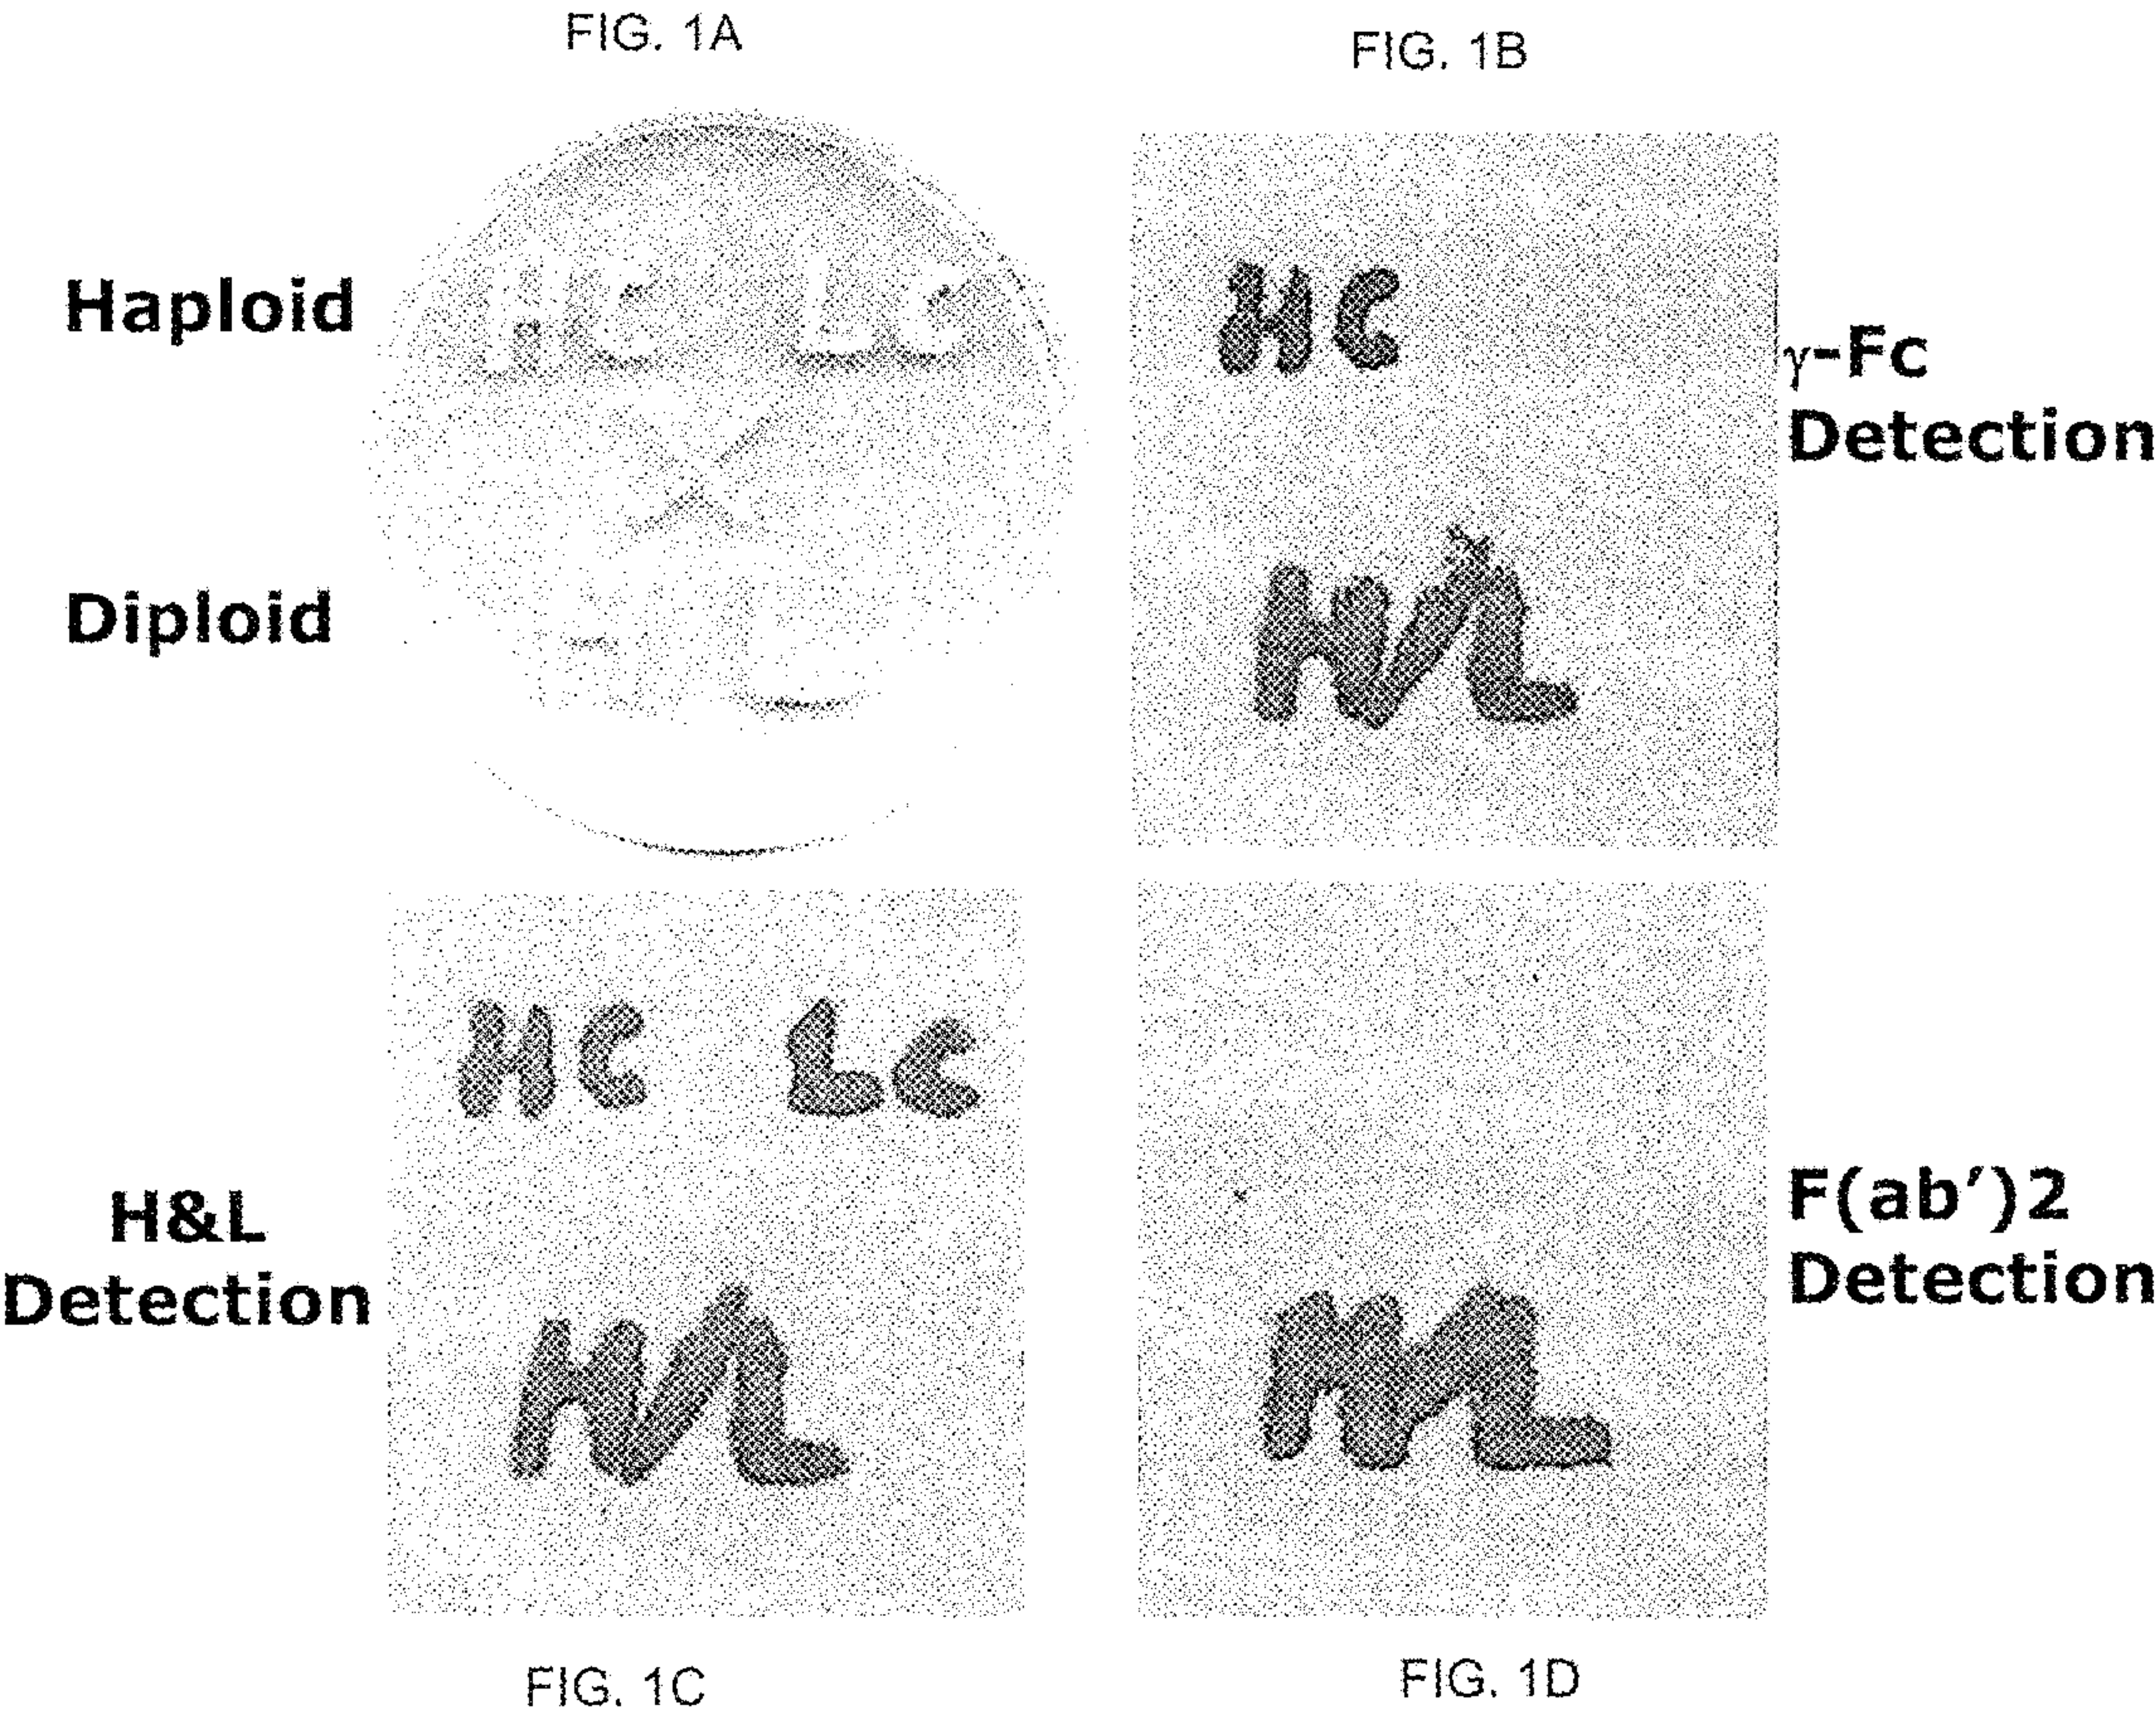 FIG. 1A
FIG. 1B
Haploid
HC LC
X
Diploid
H L
HC
H/L
γ-Fc
Detection
HC LC
H/L
H&L
Detection
H/L
F(ab′)2
Detection
FIG. 1C
FIG. 1D